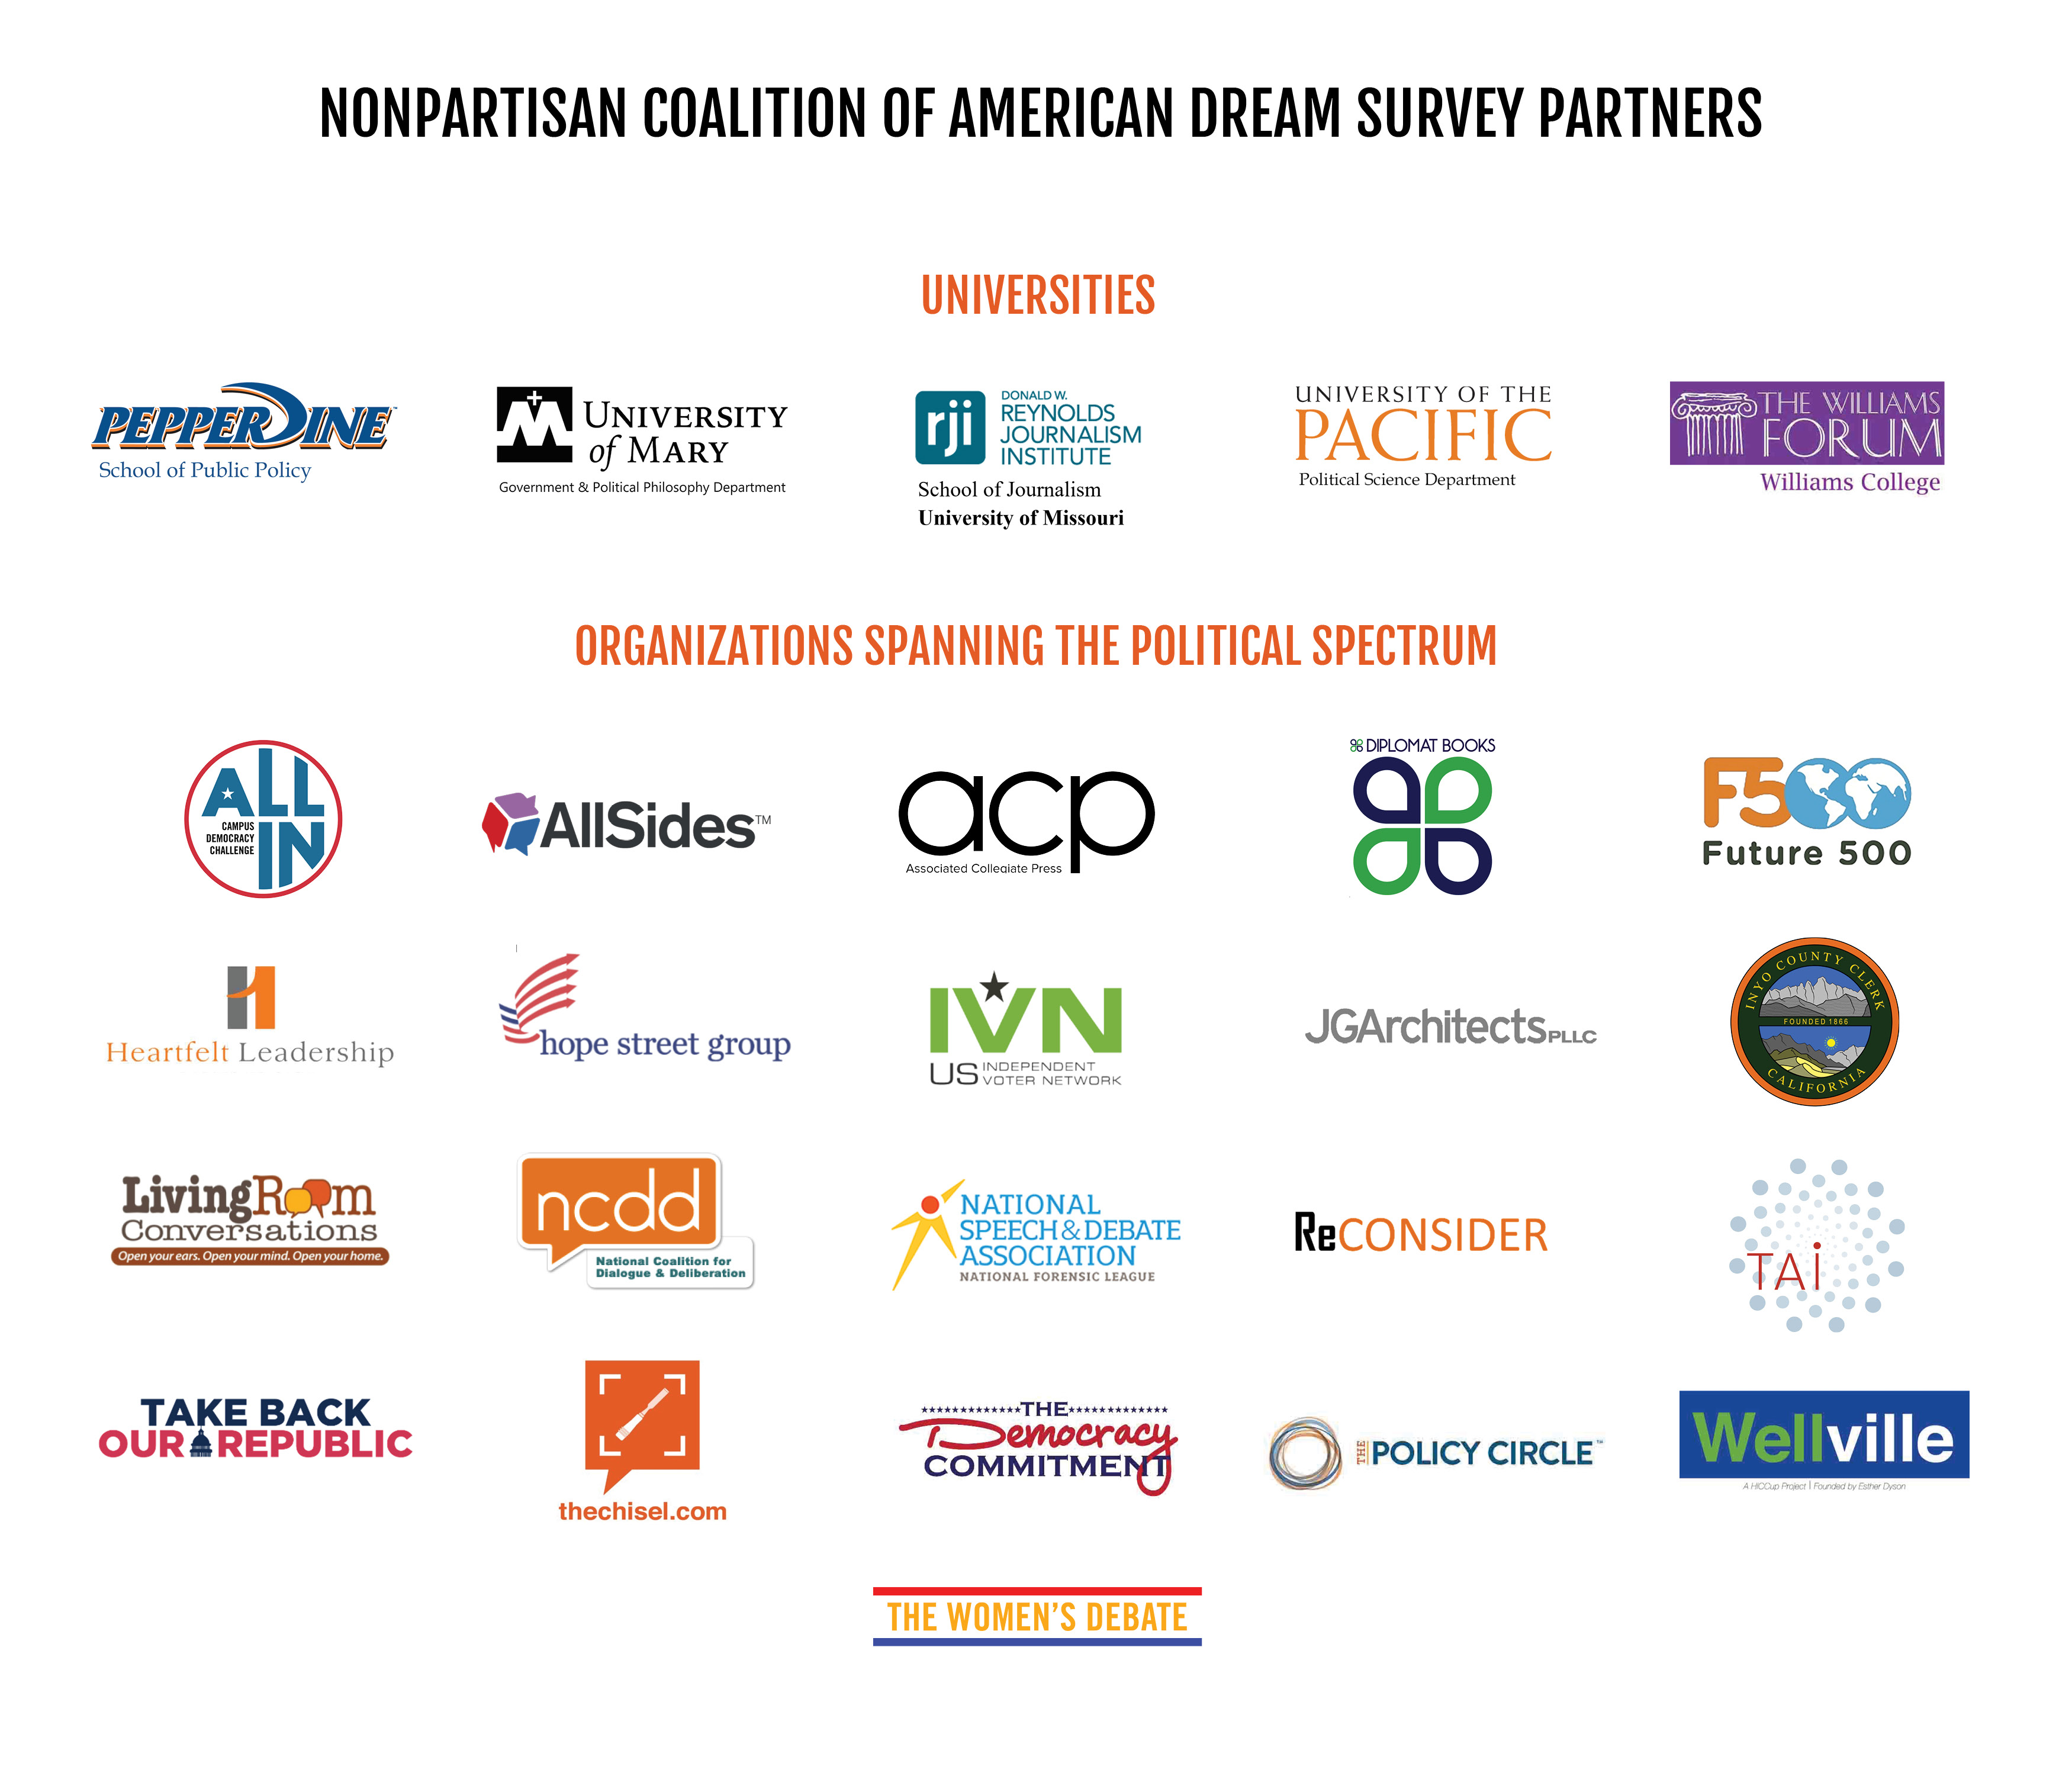 NONPARTISAN COALITION OF AMERICAN DREAM SURVEY PARTNERS
UNIVERSITIES
PEPPERDINE™
School of Public Policy
M
UNIVERSITY
of MARY
Government & Political Philosophy Department
rji
DONALD W.
REYNOLDS
JOURNALISM
INSTITUTE
School of Journalism
University of Missouri
UNIVERSITY OF THE
PACIFIC
Political Science Department
THE WILLIAMS
FORUM
Williams College
ORGANIZATIONS SPANNING THE POLITICAL SPECTRUM
ALL
CAMPUS
DEMOCRACY
CHALLENGE
IN
AllSides™
acp
Associated Collegiate Press
DIPLOMAT BOOKS
F500
Future 500
Heartfelt Leadership
hope street group
IVN
US INDEPENDENT
VOTER NETWORK
JGArchitects PLLC
INYO COUNTY CLERK
FOUNDED 1866
CALIFORNIA
LivingRoom
Conversations
Open your ears. Open your mind. Open your home.
ncdd
National Coalition for
Dialogue & Deliberation
NATIONAL
SPEECH & DEBATE
ASSOCIATION
NATIONAL FORENSIC LEAGUE
ReCONSIDER
TAi
TAKE BACK
OUR REPUBLIC
thechisel.com
THE
Democracy
COMMITMENT
THE POLICY CIRCLE™
Wellville
A HICCup Project | Founded by Esther Dyson
THE WOMEN'S DEBATE